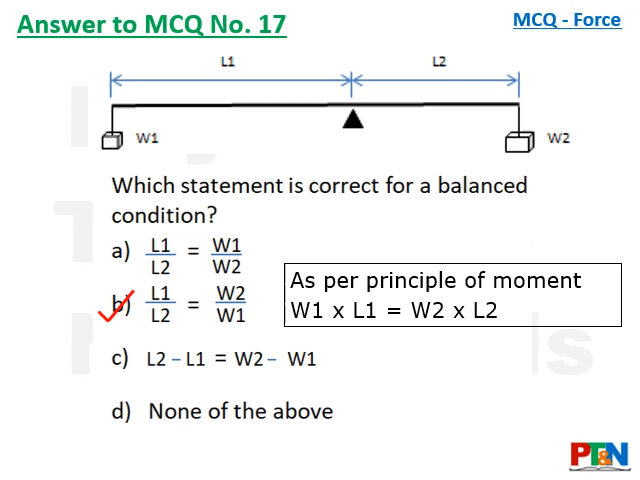 Answer to MCQ No. 17
MCQ - Force
L1
L2
W1
W2
Which statement is correct for a balanced
condition?
a) L1/L2 = W1/W2
b) L1/L2 = W2/W1
As per principle of moment
W1 x L1 = W2 x L2
c) L2 – L1 = W2 – W1
d) None of the above
PT&N